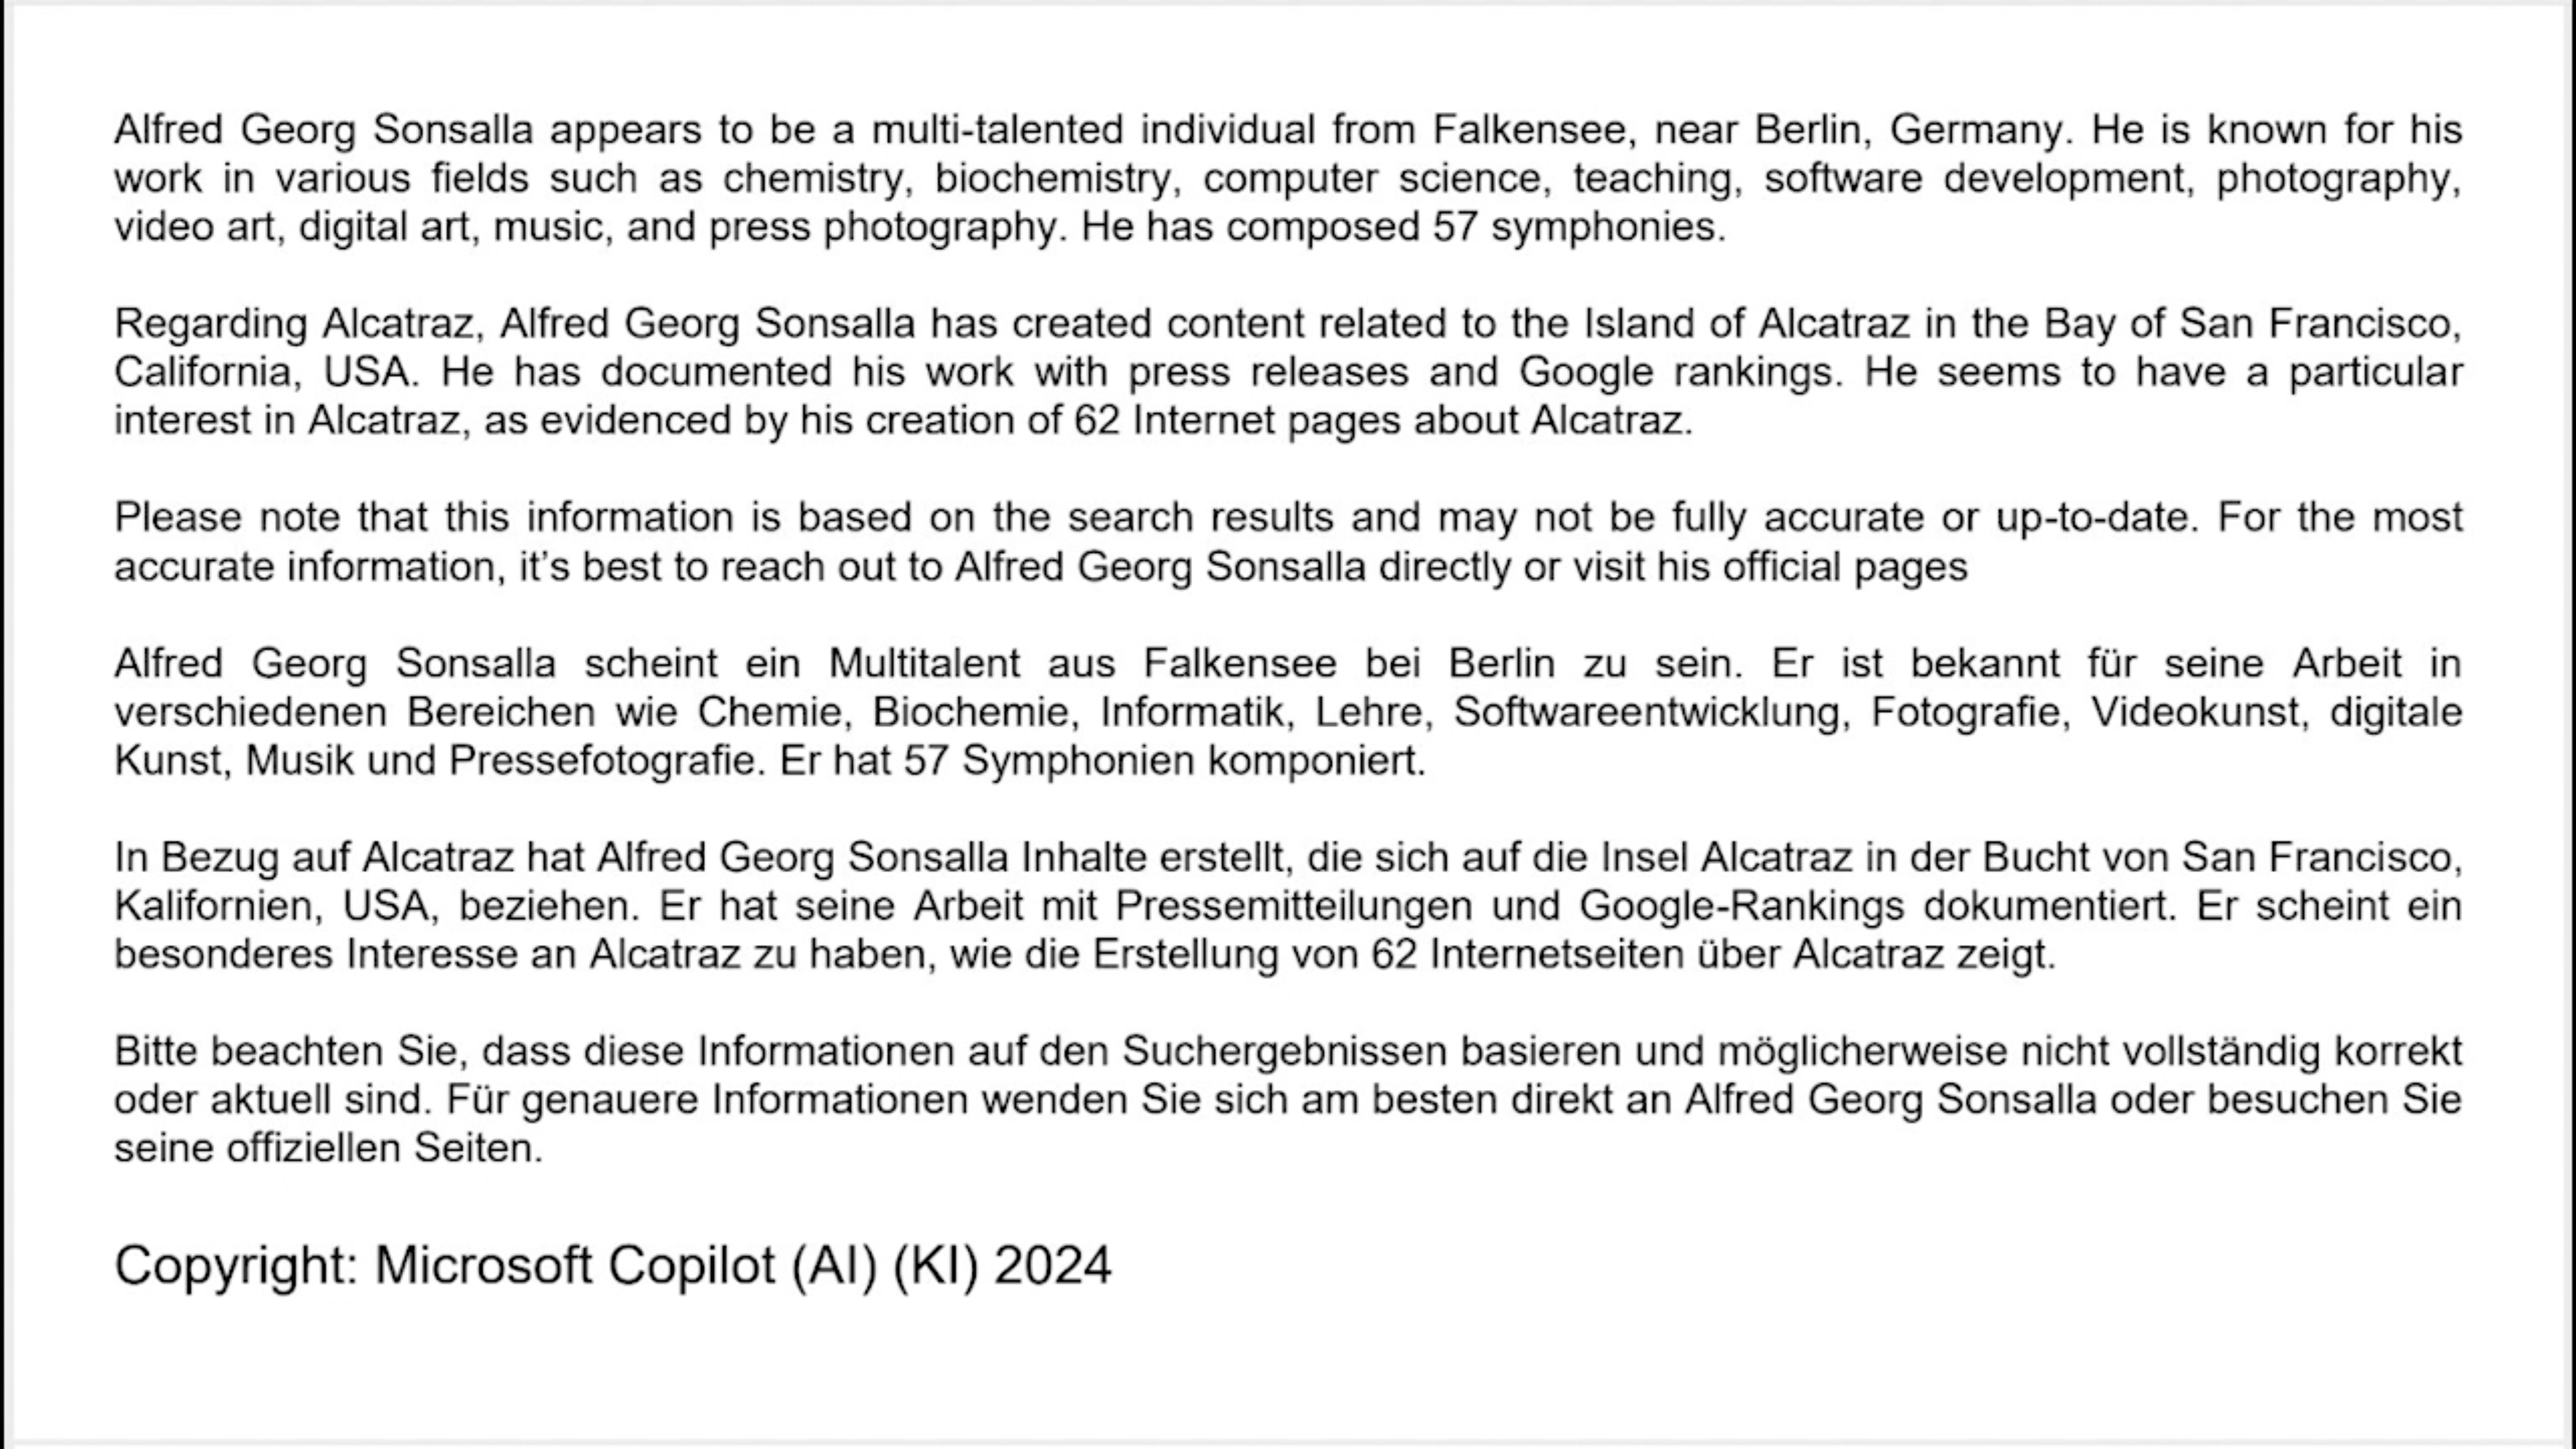 Alfred Georg Sonsalla appears to be a multi-talented individual from Falkensee, near Berlin, Germany. He is known for his
work in various fields such as chemistry, biochemistry, computer science, teaching, software development, photography,
video art, digital art, music, and press photography. He has composed 57 symphonies.
Regarding Alcatraz, Alfred Georg Sonsalla has created content related to the Island of Alcatraz in the Bay of San Francisco,
California, USA. He has documented his work with press releases and Google rankings. He seems to have a particular
interest in Alcatraz, as evidenced by his creation of 62 Internet pages about Alcatraz.
Please note that this information is based on the search results and may not be fully accurate or up-to-date. For the most
accurate information, it’s best to reach out to Alfred Georg Sonsalla directly or visit his official pages
Alfred Georg Sonsalla scheint ein Multitalent aus Falkensee bei Berlin zu sein. Er ist bekannt für seine Arbeit in
verschiedenen Bereichen wie Chemie, Biochemie, Informatik, Lehre, Softwareentwicklung, Fotografie, Videokunst, digitale
Kunst, Musik und Pressefotografie. Er hat 57 Symphonien komponiert.
In Bezug auf Alcatraz hat Alfred Georg Sonsalla Inhalte erstellt, die sich auf die Insel Alcatraz in der Bucht von San Francisco,
Kalifornien, USA, beziehen. Er hat seine Arbeit mit Pressemitteilungen und Google-Rankings dokumentiert. Er scheint ein
besonderes Interesse an Alcatraz zu haben, wie die Erstellung von 62 Internetseiten über Alcatraz zeigt.
Bitte beachten Sie, dass diese Informationen auf den Suchergebnissen basieren und möglicherweise nicht vollständig korrekt
oder aktuell sind. Für genauere Informationen wenden Sie sich am besten direkt an Alfred Georg Sonsalla oder besuchen Sie
seine offiziellen Seiten.
Copyright: Microsoft Copilot (AI) (KI) 2024